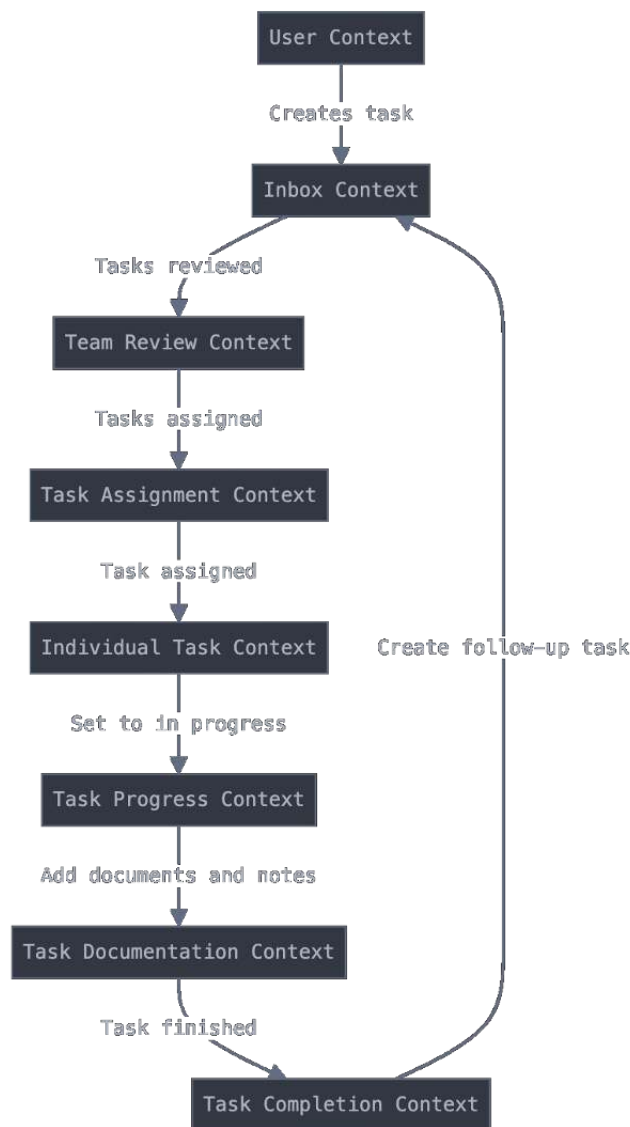 User Context
Creates task
Inbox Context
Tasks reviewed
Team Review Context
Tasks assigned
Task Assignment Context
Task assigned
Individual Task Context
Create follow-up task
Set to in progress
Task Progress Context
Add documents and notes
Task Documentation Context
Task finished
Task Completion Context